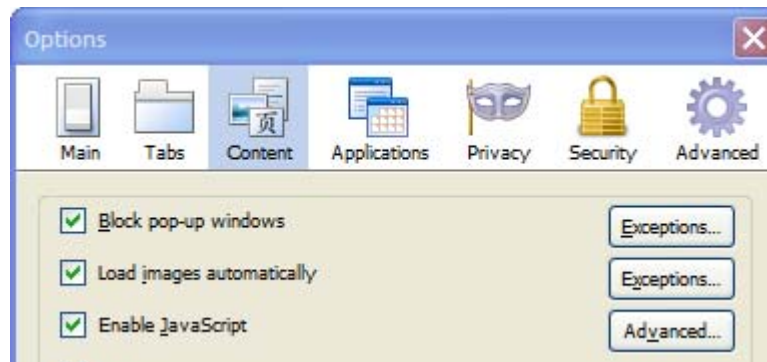 Options
页
Main Tabs Content Applications Privacy Security Advanced
Block pop-up windows Exceptions...
Load images automatically Exceptions...
Enable JavaScript Advanced...